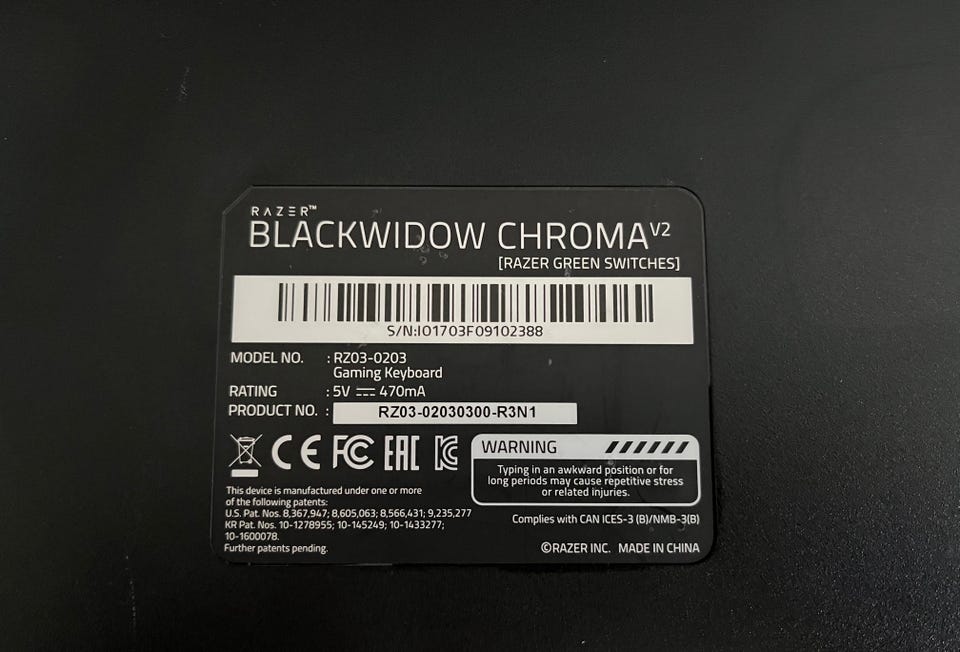 RAZER™
BLACKWIDOW CHROMA V2
[RAZER GREEN SWITCHES]
S/N:IO1703F09102388
MODEL NO. : RZ03-0203
Gaming Keyboard
RATING : 5V ⎓ 470mA
PRODUCT NO. : RZ03-02030300-R3N1
CE FC EAC KC
WARNING
Typing in an awkward position or for
long periods may cause repetitive stress
or related injuries.
This device is manufactured under one or more
of the following patents:
U.S. Pat. Nos. 8,367,947; 8,605,063; 8,566,431; 9,235,277
KR Pat. Nos. 10-1278955; 10-145249; 10-1433277;
10-1600078.
Further patents pending.
Complies with CAN ICES-3 (B)/NMB-3(B)
©RAZER INC. MADE IN CHINA